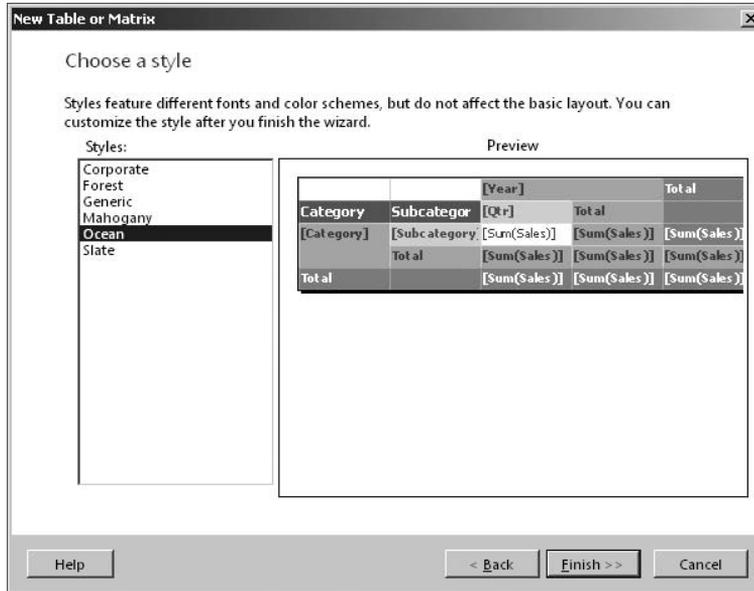 New Table or Matrix
Choose a style
Styles feature different fonts and color schemes, but do not affect the basic layout. You can
customize the style after you finish the wizard.
Styles:
Preview
Corporate
Forest
Generic
Mahogany
Ocean
Slate
[Year] Total
Category Subcategor [Qtr] Total
[Category] [Subcategory [Sum(Sales)] [Sum(Sales)] [Sum(Sales)]
Total [Sum(Sales)] [Sum(Sales)] [Sum(Sales)]
Total [Sum(Sales)] [Sum(Sales)] [Sum(Sales)]
Help < Back Finish >> Cancel